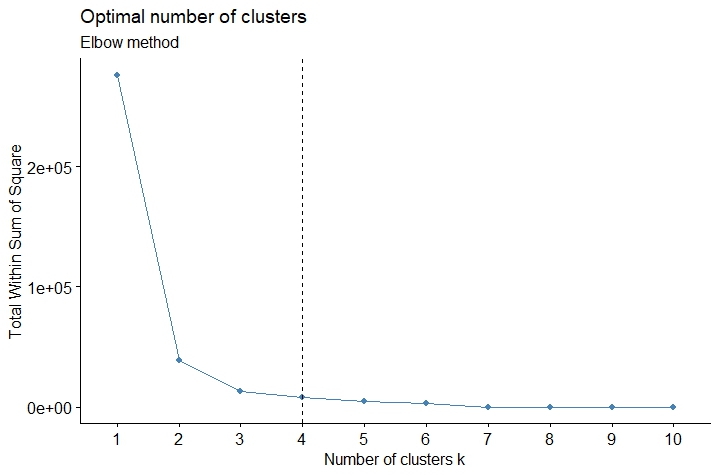 Optimal number of clusters
Elbow method
Total Within Sum of Square
2e+05
1e+05
0e+00
1 2 3 4 5 6 7 8 9 10
Number of clusters k